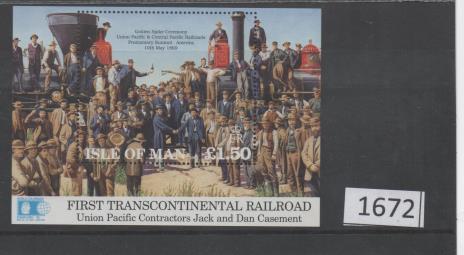 Golden Spike Ceremony
Union Pacific & Central Pacific Railroads
Promontory Summit America
10th May 1869
ISLE OF MAN £1.50
FIRST TRANSCONTINENTAL RAILROAD
Union Pacific Contractors Jack and Dan Casement
1672